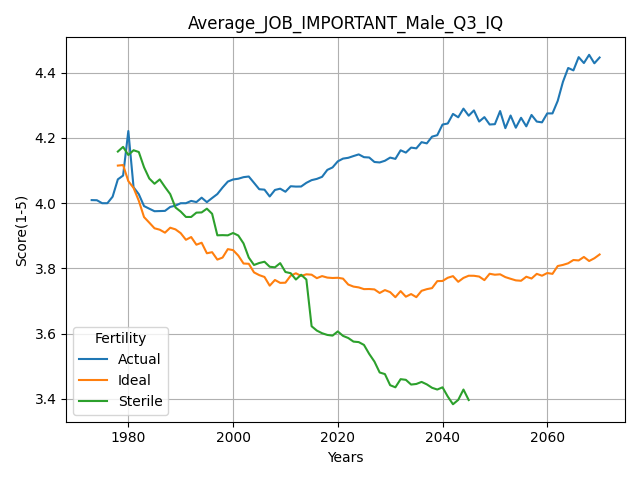 Average_JOB_IMPORTANT_Male_Q3_IQ
Score(1-5)
4.4
4.2
4.0
3.8
3.6
3.4
Fertility
Actual
Ideal
Sterile
1980
2000
2020
2040
2060
Years